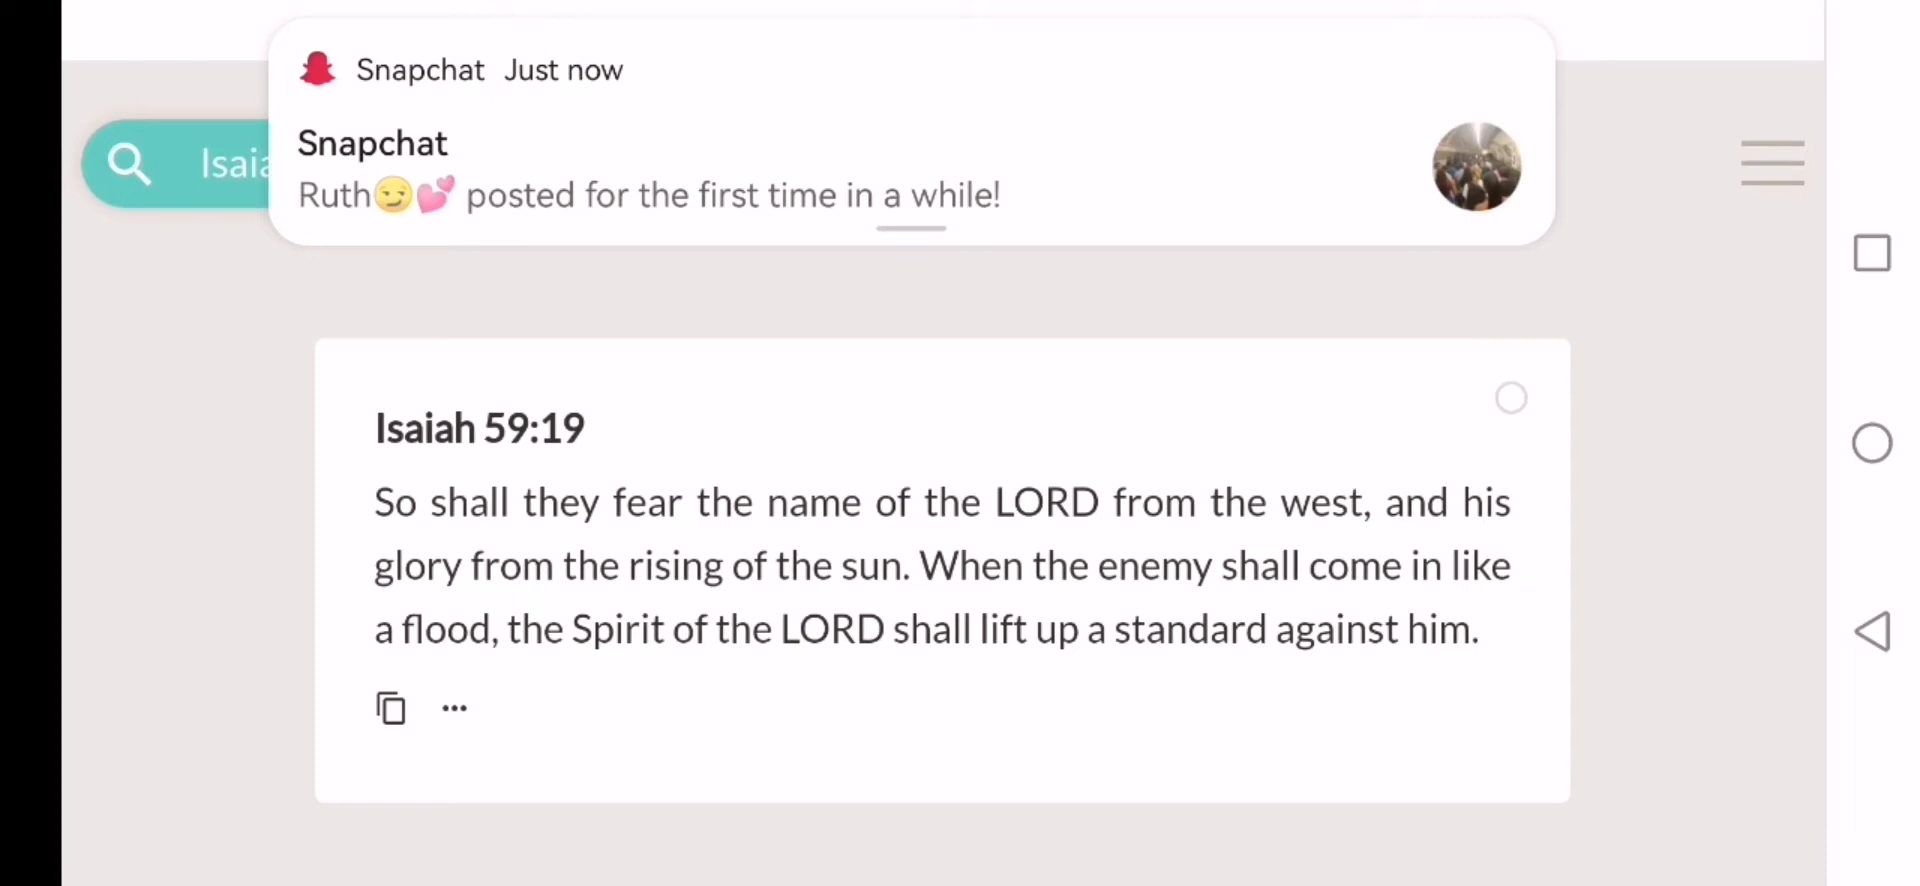 Snapchat Just now
Snapchat
Ruth😏💕 posted for the first time in a while!
Isaiah 59:19
So shall they fear the name of the LORD from the west, and his
glory from the rising of the sun. When the enemy shall come in like
a flood, the Spirit of the LORD shall lift up a standard against him.